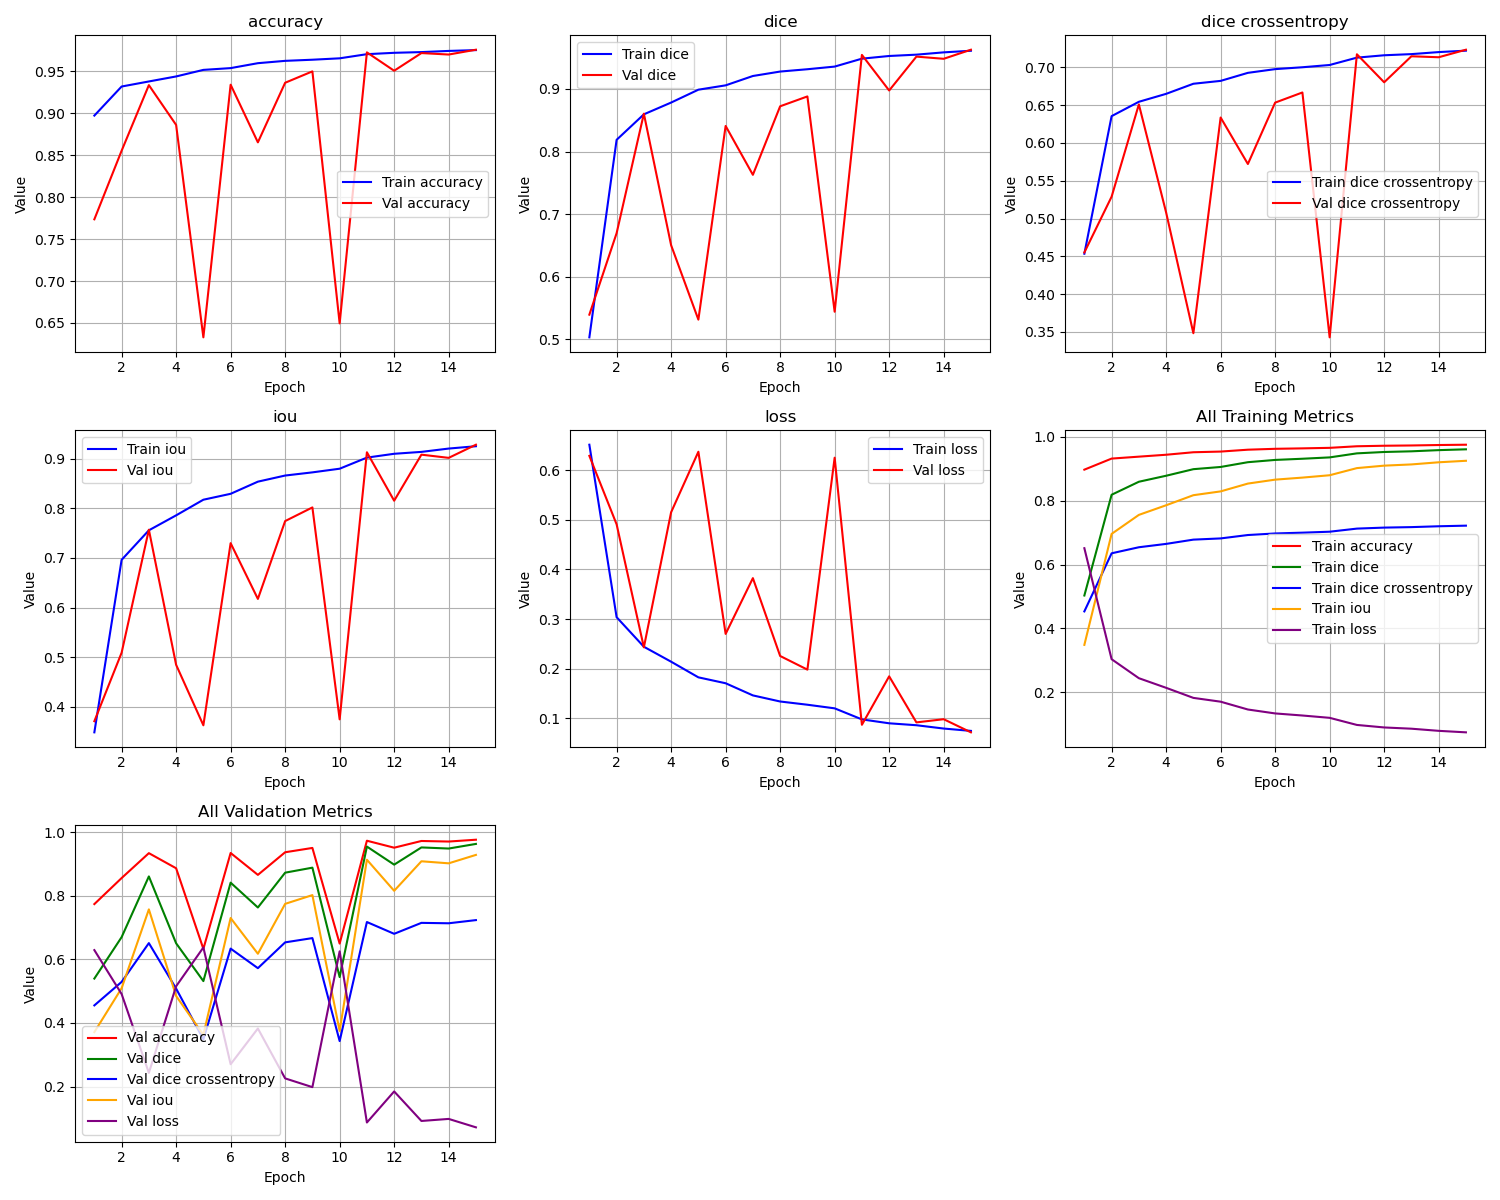 accuracy
Value
0.95
0.90
0.85
0.80
0.75
0.70
0.65
Train accuracy
Val accuracy
2 4 6 8 10 12 14
Epoch
dice
Value
0.9
0.8
0.7
0.6
0.5
Train dice
Val dice
2 4 6 8 10 12 14
Epoch
dice crossentropy
Value
0.70
0.65
0.60
0.55
0.50
0.45
0.40
0.35
Train dice crossentropy
Val dice crossentropy
2 4 6 8 10 12 14
Epoch
iou
Value
0.9
0.8
0.7
0.6
0.5
0.4
Train iou
Val iou
2 4 6 8 10 12 14
Epoch
loss
Value
0.6
0.5
0.4
0.3
0.2
0.1
Train loss
Val loss
2 4 6 8 10 12 14
Epoch
All Training Metrics
Value
1.0
0.8
0.6
0.4
0.2
Train accuracy
Train dice
Train dice crossentropy
Train iou
Train loss
2 4 6 8 10 12 14
Epoch
All Validation Metrics
Value
1.0
0.8
0.6
0.4
0.2
Val accuracy
Val dice
Val dice crossentropy
Val iou
Val loss
2 4 6 8 10 12 14
Epoch